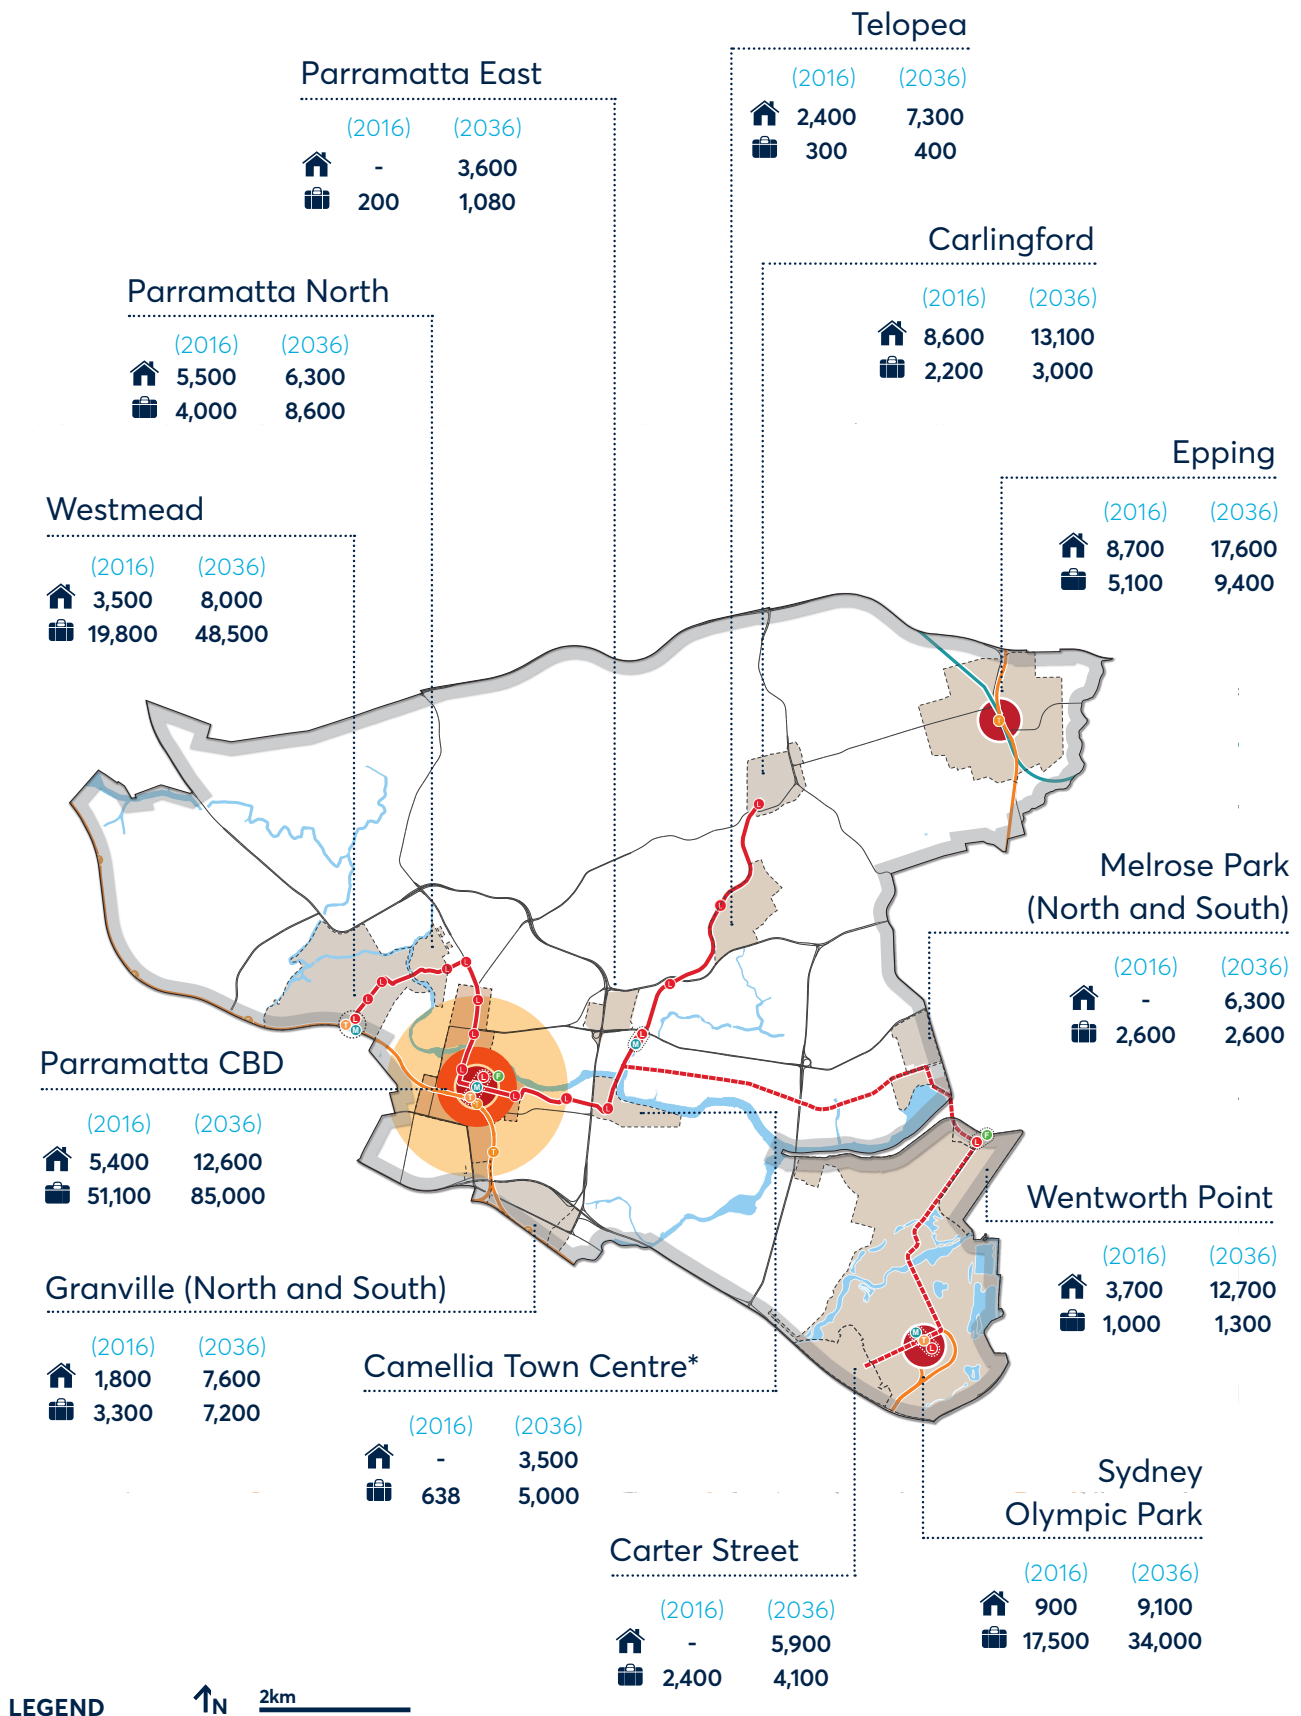 Telopea
(2016) (2036)
2,400 7,300
300 400
Parramatta East
(2016) (2036)
- 3,600
200 1,080
Carlingford
(2016) (2036)
8,600 13,100
2,200 3,000
Parramatta North
(2016) (2036)
5,500 6,300
4,000 8,600
Epping
(2016) (2036)
8,700 17,600
5,100 9,400
Westmead
(2016) (2036)
3,500 8,000
19,800 48,500
Melrose Park
(North and South)
(2016) (2036)
- 6,300
2,600 2,600
Parramatta CBD
(2016) (2036)
5,400 12,600
51,100 85,000
Wentworth Point
(2016) (2036)
3,700 12,700
1,000 1,300
Granville (North and South)
(2016) (2036)
1,800 7,600
3,300 7,200
Camellia Town Centre*
(2016) (2036)
- 3,500
638 5,000
Sydney
Olympic Park
(2016) (2036)
900 9,100
17,500 34,000
Carter Street
(2016) (2036)
- 5,900
2,400 4,100
LEGEND N 2km